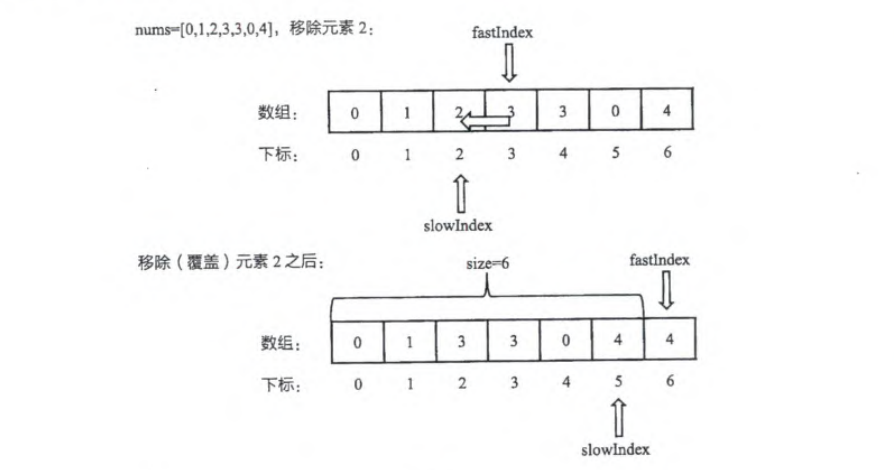 nums=[0,1,2,3,3,0,4]，移除元素 2：
fastIndex
数组： 0 1 2 3 3 0 4
下标： 0 1 2 3 4 5 6
slowIndex
移除（覆盖）元素 2 之后：
size=6
fastIndex
数组： 0 1 3 3 0 4 4
下标： 0 1 2 3 4 5 6
slowIndex